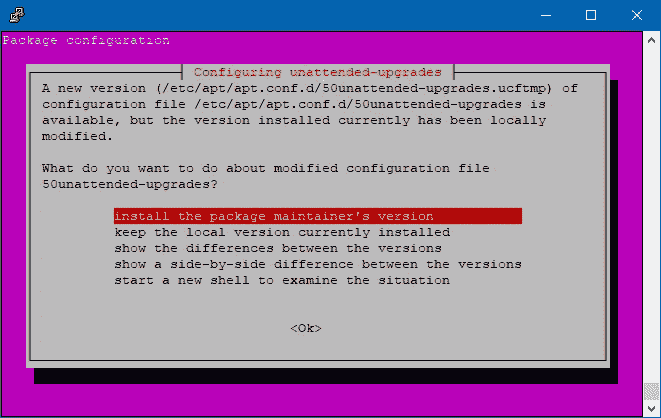 Package configuration
Configuring unattended-upgrades
A new version (/etc/apt/apt.conf.d/50unattended-upgrades.ucftmp) of
configuration file /etc/apt/apt.conf.d/50unattended-upgrades is
available, but the version installed currently has been locally
modified.
What do you want to do about modified configuration file
50unattended-upgrades?
install the package maintainer's version
keep the local version currently installed
show the differences between the versions
show a side-by-side difference between the versions
start a new shell to examine the situation
<Ok>